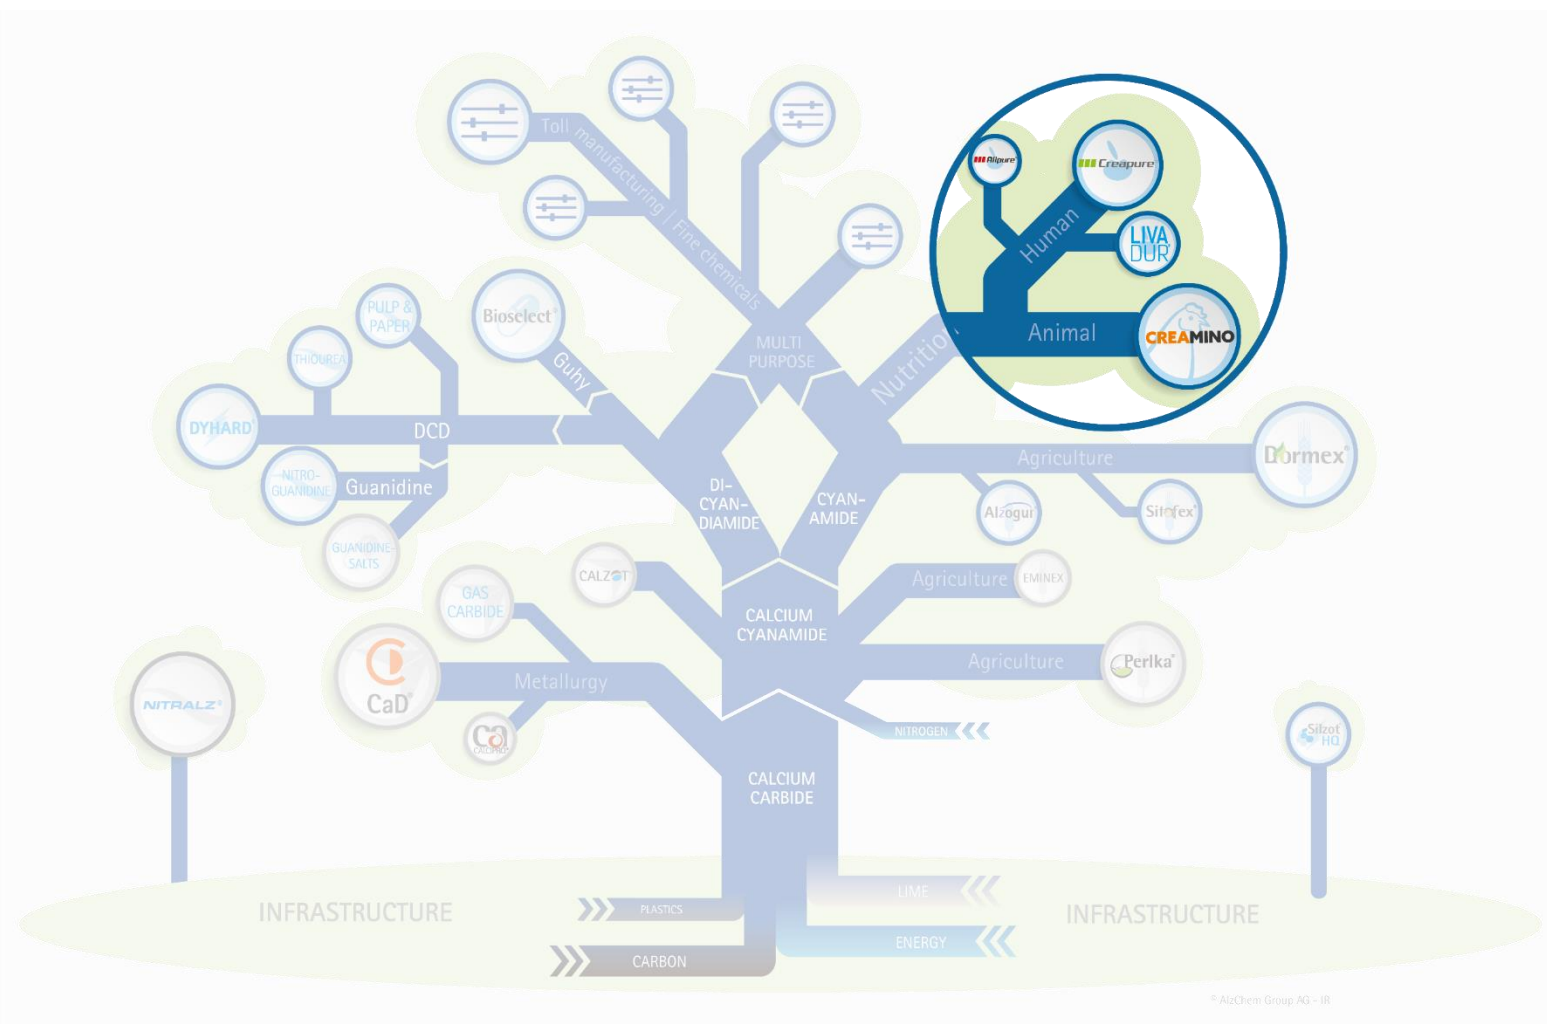 Toll manufacturing | Fine chemicals
Alipure®
Creapure®
Human
LIVA
DUR®
Animal
CREAMINO
Nutrition
PULP &
PAPER
Bioselect®
THIOUREA
Guhy
MULTI
PURPOSE
DYHARD®
DCD
NITRO-
GUANIDINE
Guanidine
GUANIDINE-
SALTS
DI-
CYAN-
DIAMIDE
CYAN-
AMIDE
Agriculture
Dormex®
Alzogur®
Sitofex®
CALZOT®
GAS
CARBIDE
Agriculture
EMINEX
CALCIUM
CYANAMIDE
Agriculture
Perlka®
CaD®
Metallurgy
CALCIPRO®
NITRALZ®
NITROGEN
Silzot®
HQ
CALCIUM
CARBIDE
INFRASTRUCTURE
PLASTICS
LIME
INFRASTRUCTURE
CARBON
ENERGY
© AlzChem Group AG - IR